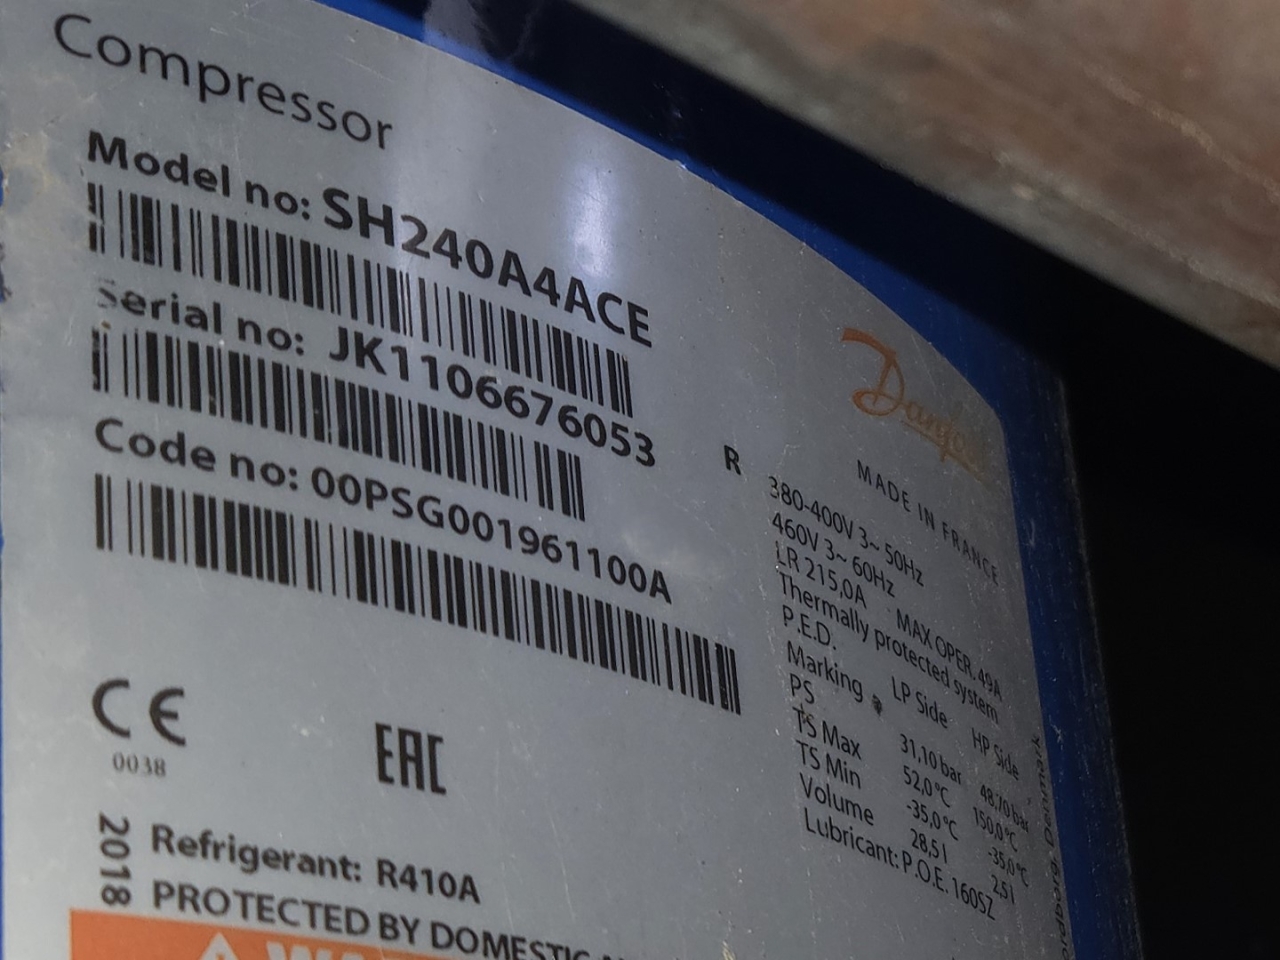 Compressor
Model no: SH240A4ACE
Serial no: JK1106676053
Code no: 00PSG001961100A
CE
0038
EAC
2018
Refrigerant: R410A
PROTECTED BY DOMESTIC
Danfoss
MADE IN FRANCE
R
380-400V 3~ 50Hz
460V 3~ 60Hz
LR 215,0A MAX OPER. 49A
Thermally protected system
P.E.D.
Marking LP Side HP Side
PS 31,10 bar 48,70 bar
TS Max 52,0°C 150,0°C
TS Min -35,0°C -35,0°C
Volume 28,5 l 2,5 l
Lubricant: P.O.E. 160SZ